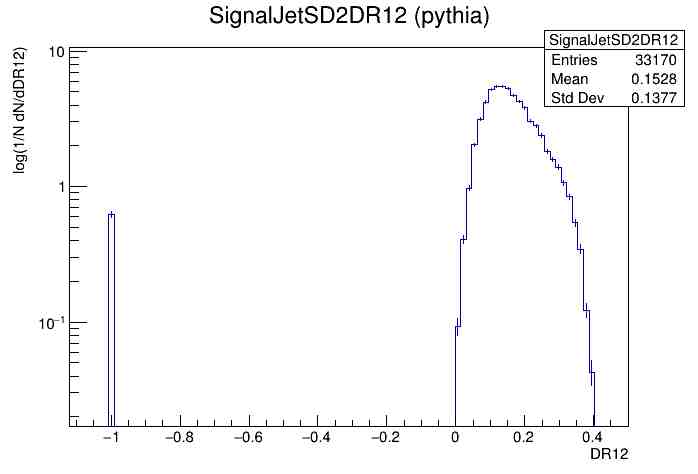 SignalJetSD2DR12 (pythia)
SignalJetSD2DR12
Entries 33170
Mean 0.1528
Std Dev 0.1377
log(1/N dN/dDR12)
10
1
10⁻¹
−1 −0.8 −0.6 −0.4 −0.2 0 0.2 0.4
DR12